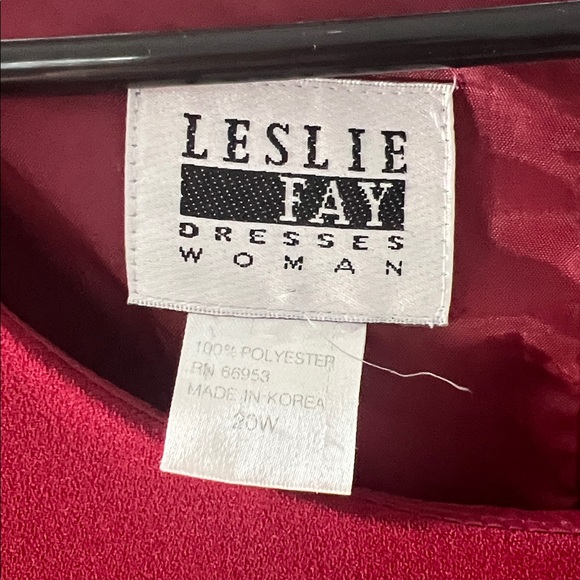 LESLIE
FAY
DRESSES
WOMAN
100% POLYESTER
RN 66953
MADE IN KOREA
20W